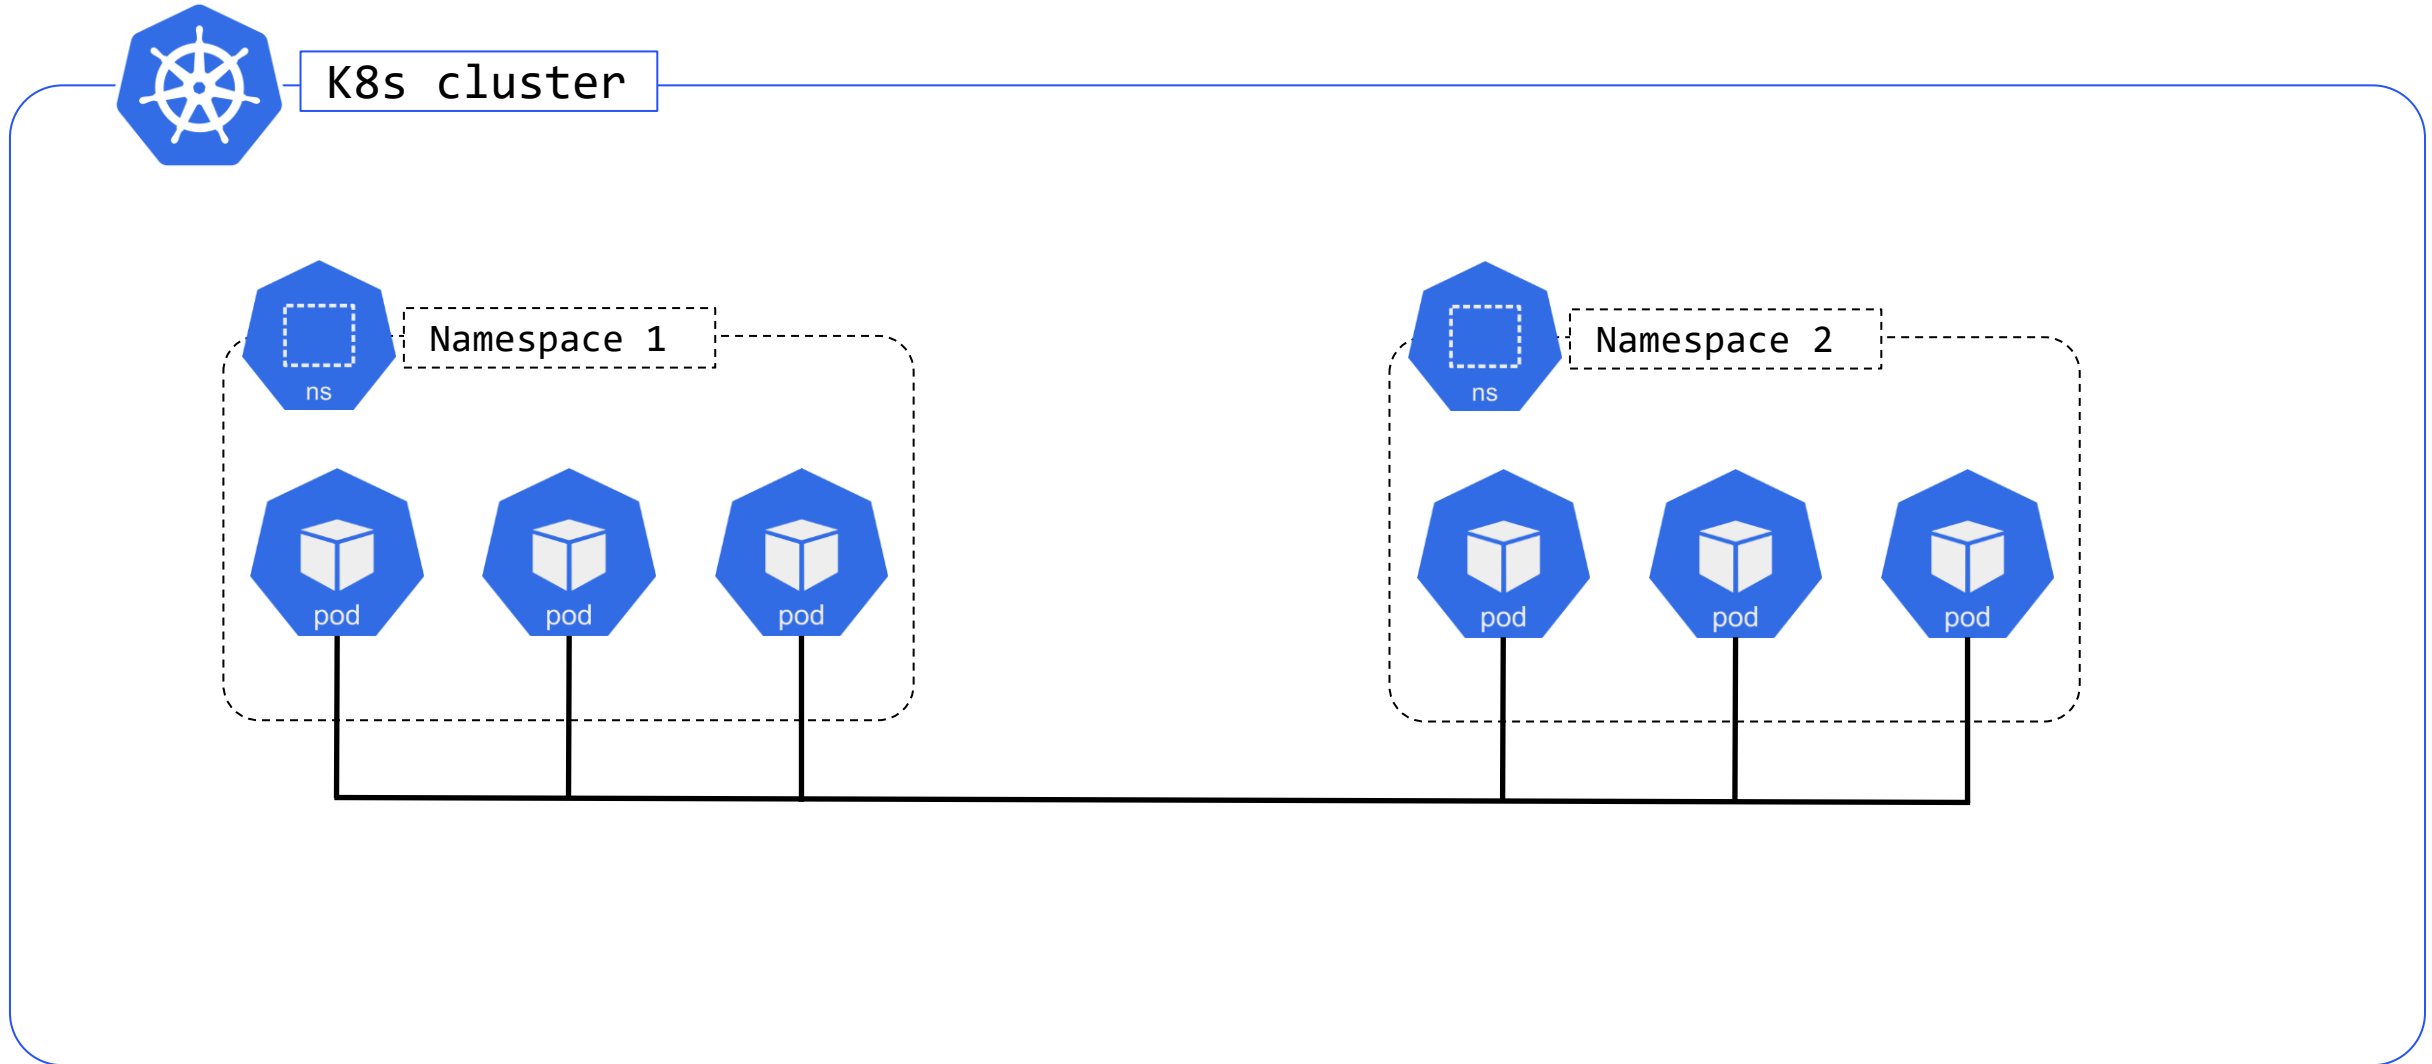 K8s cluster
ns
Namespace 1
ns
Namespace 2
pod
pod
pod
pod
pod
pod